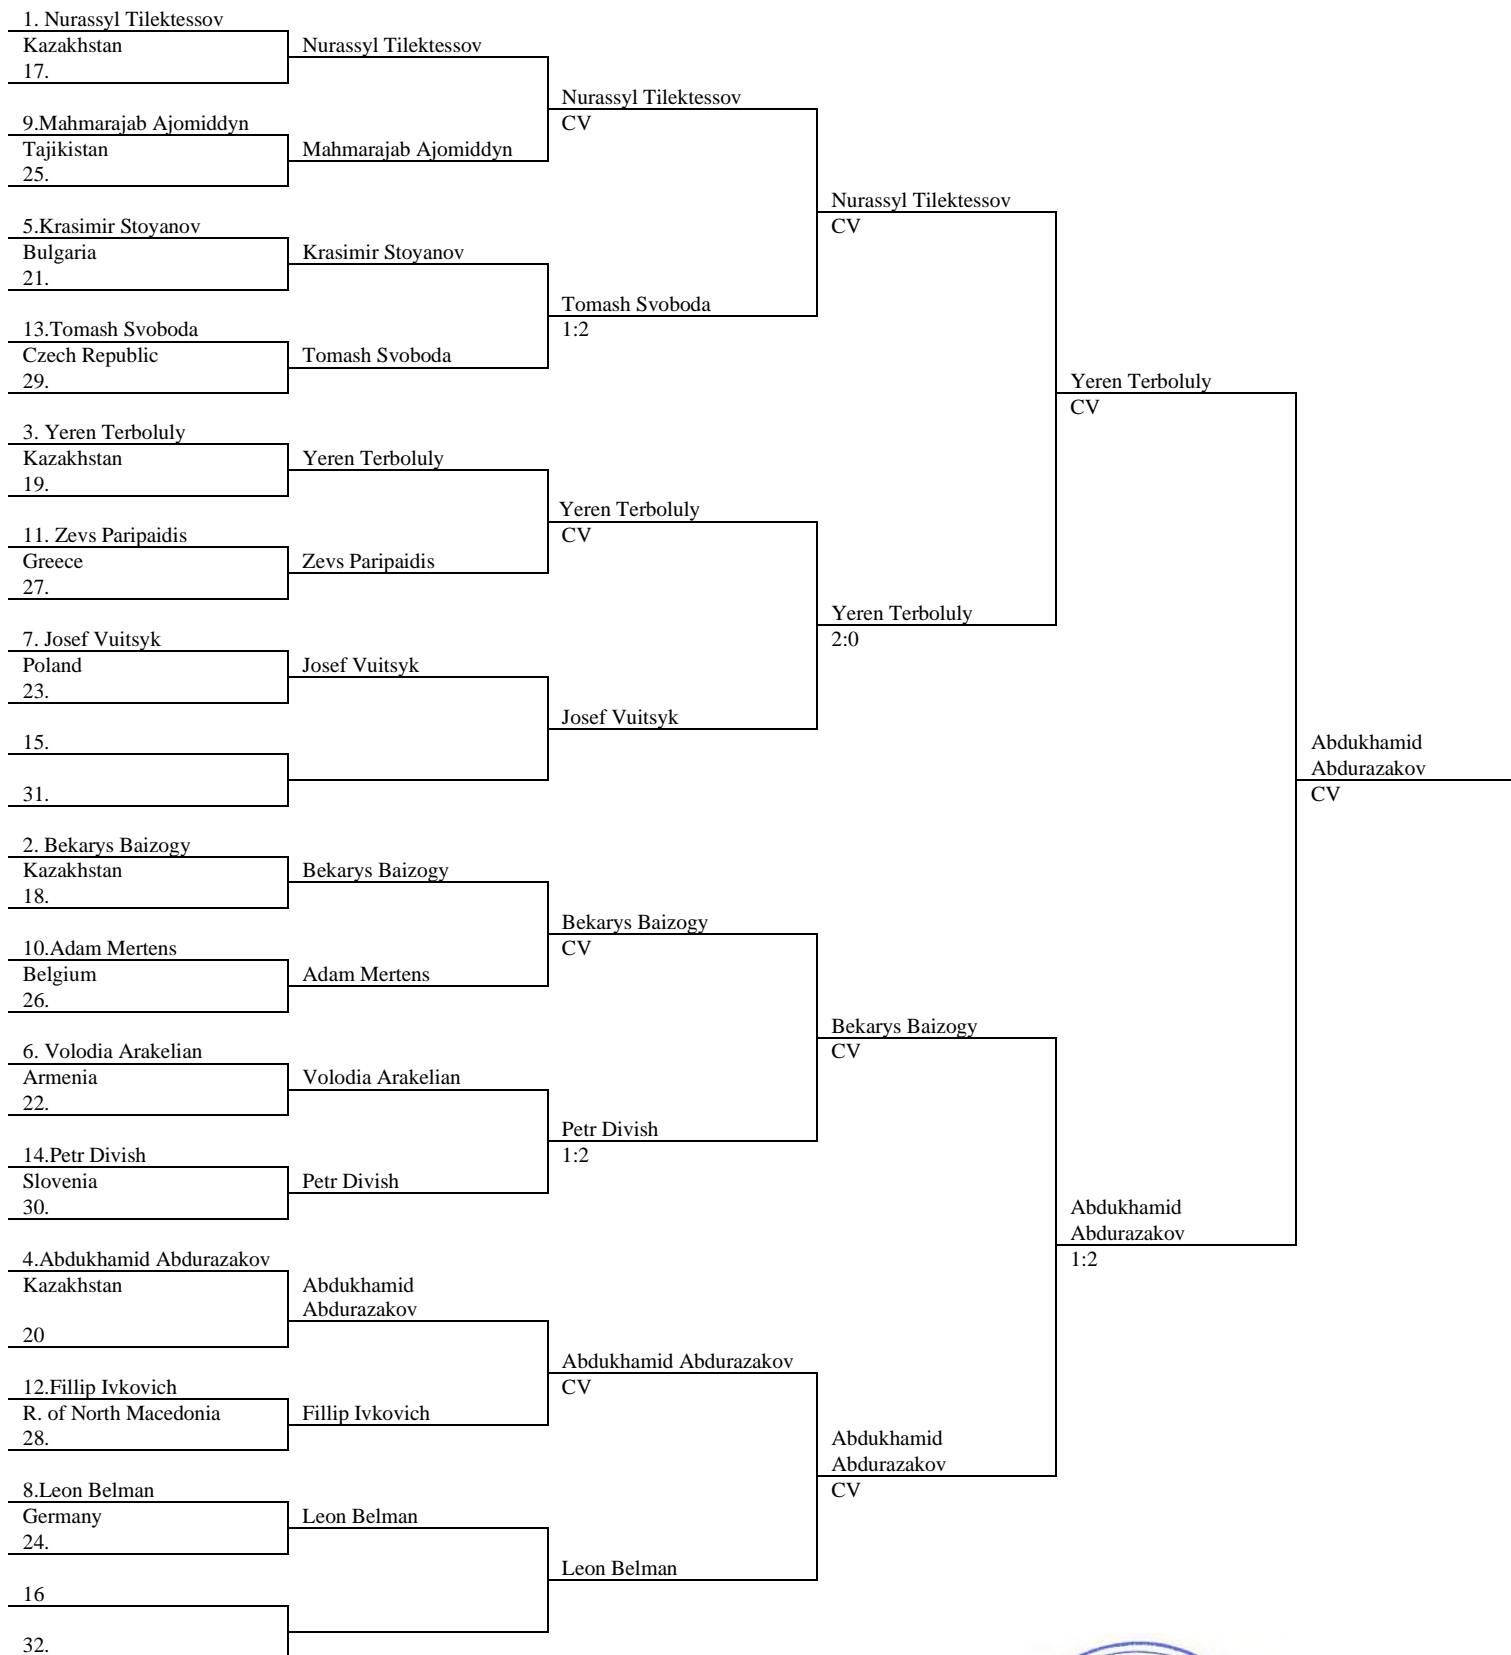 1. Nurassyl Tilektessov
Kazakhstan
17.
9.Mahmarajab Ajomiddyn
Tajikistan
25.
5.Krasimir Stoyanov
Bulgaria
21.
13.Tomash Svoboda
Czech Republic
29.
3. Yeren Terboluly
Kazakhstan
19.
11. Zevs Paripaidis
Greece
27.
7. Josef Vuitsyk
Poland
23.
15.
31.
2. Bekarys Baizogy
Kazakhstan
18.
10.Adam Mertens
Belgium
26.
6. Volodia Arakelian
Armenia
22.
14.Petr Divish
Slovenia
30.
4.Abdukhamid Abdurazakov
Kazakhstan
20
12.Fillip Ivkovich
R. of North Macedonia
28.
8.Leon Belman
Germany
24.
16
32.
Nurassyl Tilektessov
Mahmarajab Ajomiddyn
Krasimir Stoyanov
Tomash Svoboda
Yeren Terboluly
Zevs Paripaidis
Josef Vuitsyk
Bekarys Baizogy
Adam Mertens
Volodia Arakelian
Petr Divish
Abdukhamid
Abdurazakov
Fillip Ivkovich
Leon Belman
Nurassyl Tilektessov
CV
Tomash Svoboda
1:2
Yeren Terboluly
CV
Josef Vuitsyk
Bekarys Baizogy
CV
Petr Divish
1:2
Abdukhamid Abdurazakov
CV
Leon Belman
Nurassyl Tilektessov
CV
Yeren Terboluly
2:0
Bekarys Baizogy
CV
Abdukhamid
Abdurazakov
CV
Yeren Terboluly
CV
Abdukhamid
Abdurazakov
1:2
Abdukhamid
Abdurazakov
CV